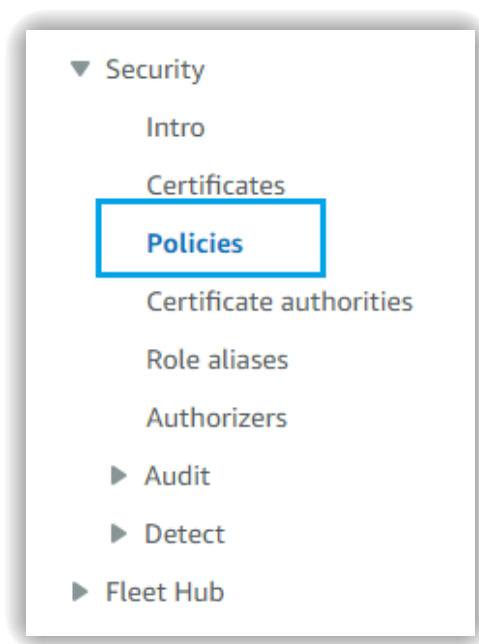 Security
Intro
Certificates
Policies
Certificate authorities
Role aliases
Authorizers
Audit
Detect
Fleet Hub